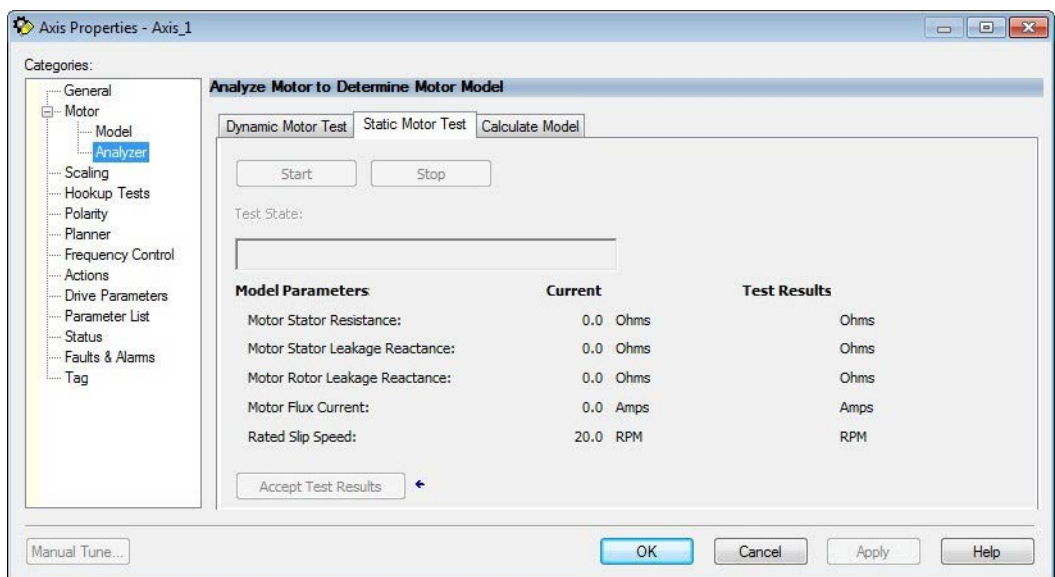 Axis Properties - Axis_1
Categories:
General
Motor
Model
Analyzer
Scaling
Hookup Tests
Polarity
Planner
Frequency Control
Actions
Drive Parameters
Parameter List
Status
Faults & Alarms
Tag
Analyze Motor to Determine Motor Model
Dynamic Motor Test Static Motor Test Calculate Model
Start Stop
Test State:
Model Parameters Current Test Results
Motor Stator Resistance: 0.0 Ohms Ohms
Motor Stator Leakage Reactance: 0.0 Ohms Ohms
Motor Rotor Leakage Reactance: 0.0 Ohms Ohms
Motor Flux Current: 0.0 Amps Amps
Rated Slip Speed: 20.0 RPM RPM
Accept Test Results
Manual Tune... OK Cancel Apply Help